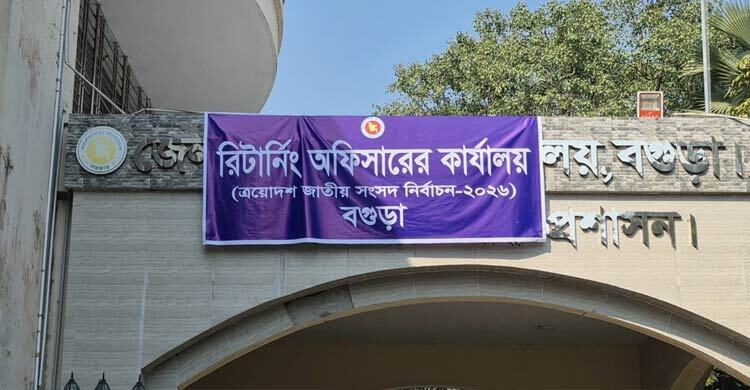 রিটার্নিং অফিসারের কার্যালয়
(ত্রয়োদশ জাতীয় সংসদ নির্বাচন-২০২৬)
বগুড়া
জেল
লয়, বগুড়া।
প্রশাসন।